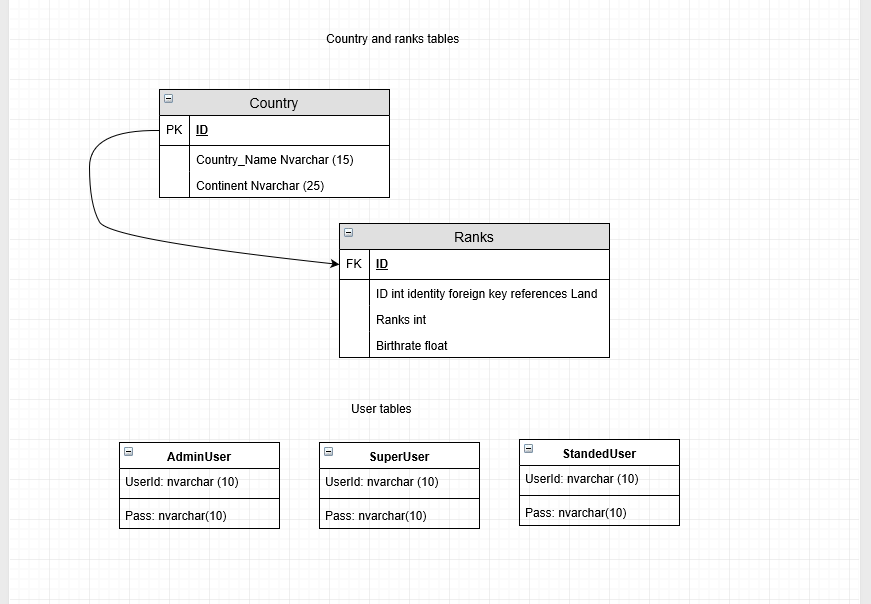 Country and ranks tables
Country
PK ID
Country_Name Nvarchar (15)
Continent Nvarchar (25)
Ranks
FK ID
ID int identity foreign key references Land
Ranks int
Birthrate float
User tables
AdminUser
UserId: nvarchar (10)
Pass: nvarchar(10)
SuperUser
UserId: nvarchar (10)
Pass: nvarchar(10)
StandedUser
UserId: nvarchar (10)
Pass: nvarchar(10)